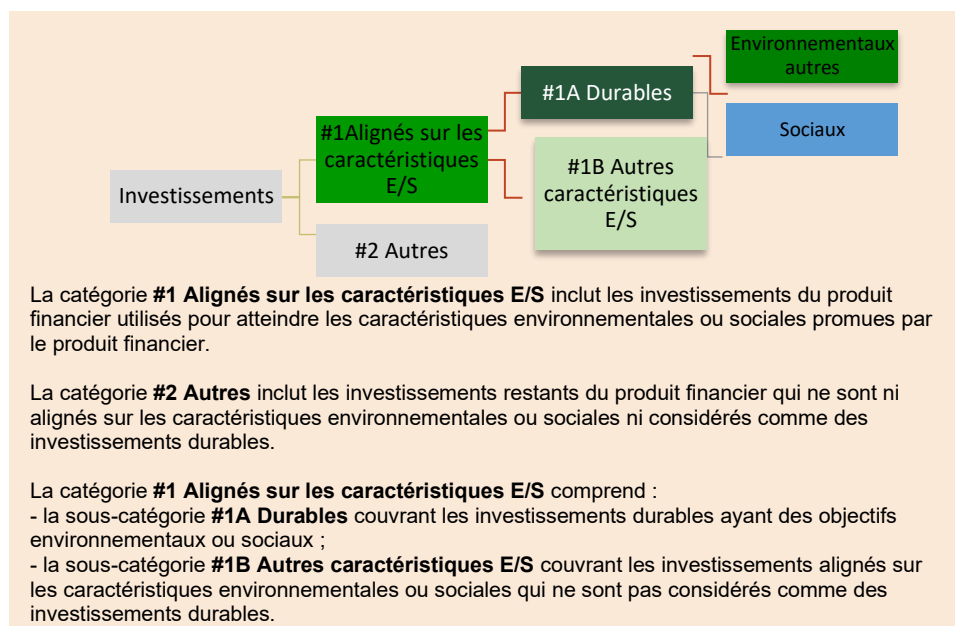 Environnementaux
autres
#1A Durables
Sociaux
#1Alignés sur les
caractéristiques
E/S
#1B Autres
caractéristiques
E/S
Investissements
#2 Autres
La catégorie #1 Alignés sur les caractéristiques E/S inclut les investissements du produit
financier utilisés pour atteindre les caractéristiques environnementales ou sociales promues par
le produit financier.
La catégorie #2 Autres inclut les investissements restants du produit financier qui ne sont ni
alignés sur les caractéristiques environnementales ou sociales ni considérés comme des
investissements durables.
La catégorie #1 Alignés sur les caractéristiques E/S comprend :
- la sous-catégorie #1A Durables couvrant les investissements durables ayant des objectifs
environnementaux ou sociaux ;
- la sous-catégorie #1B Autres caractéristiques E/S couvrant les investissements alignés sur
les caractéristiques environnementales ou sociales qui ne sont pas considérés comme des
investissements durables.